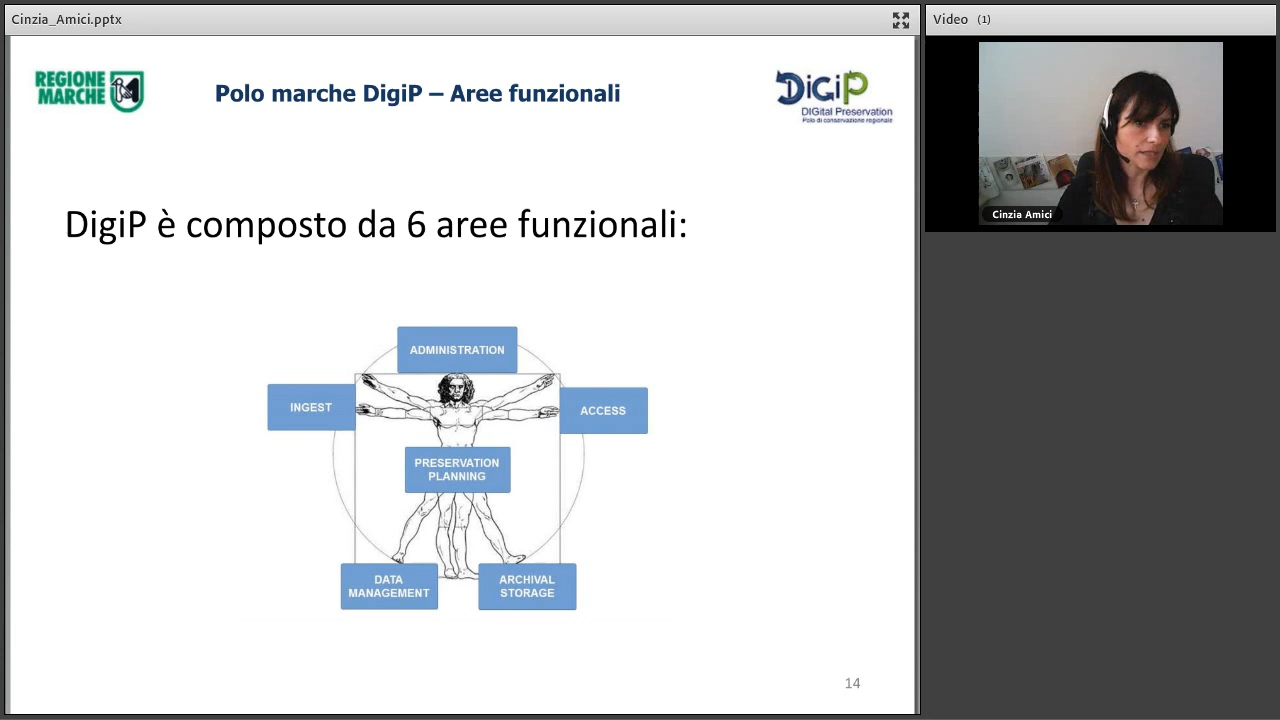 Cinzia_Amici.pptx
Video (1)
REGIONE
MARCHE
Polo marche DigiP – Aree funzionali
DigiP
DIGital Preservation
Polo di conservazione regionale
Cinzia Amici
DigiP è composto da 6 aree funzionali:
ADMINISTRATION
INGEST
ACCESS
PRESERVATION
PLANNING
DATA
MANAGEMENT
ARCHIVAL
STORAGE
14